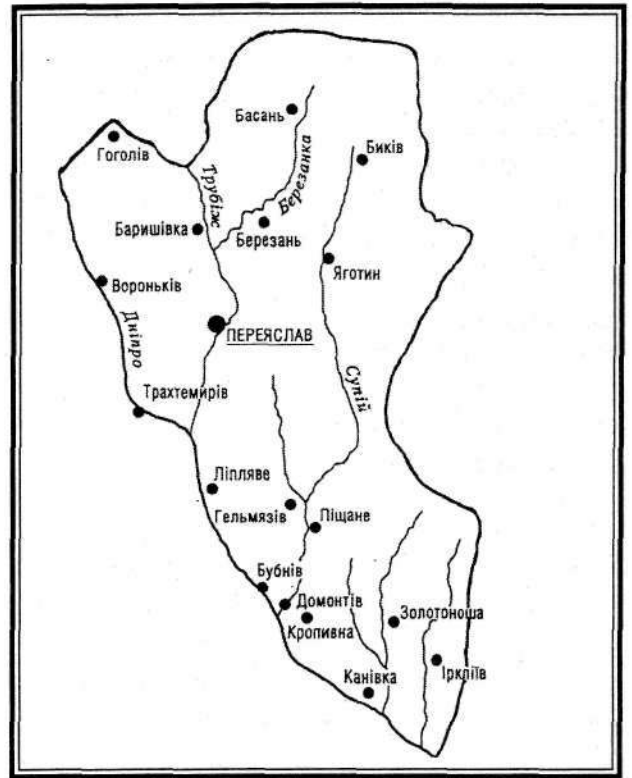 Басань
Гоголів
Биків
Трубіж
Березанка
Баришівка
Березань
Яготин
Вороньків
Дніпро
ПЕРЕЯСЛАВ
Супій
Трахтемирів
Ліпляве
Гельмязів
Піщане
Бубнів
Домонтів
Кропивна
Золотоноша
Іркліїв
Канівка